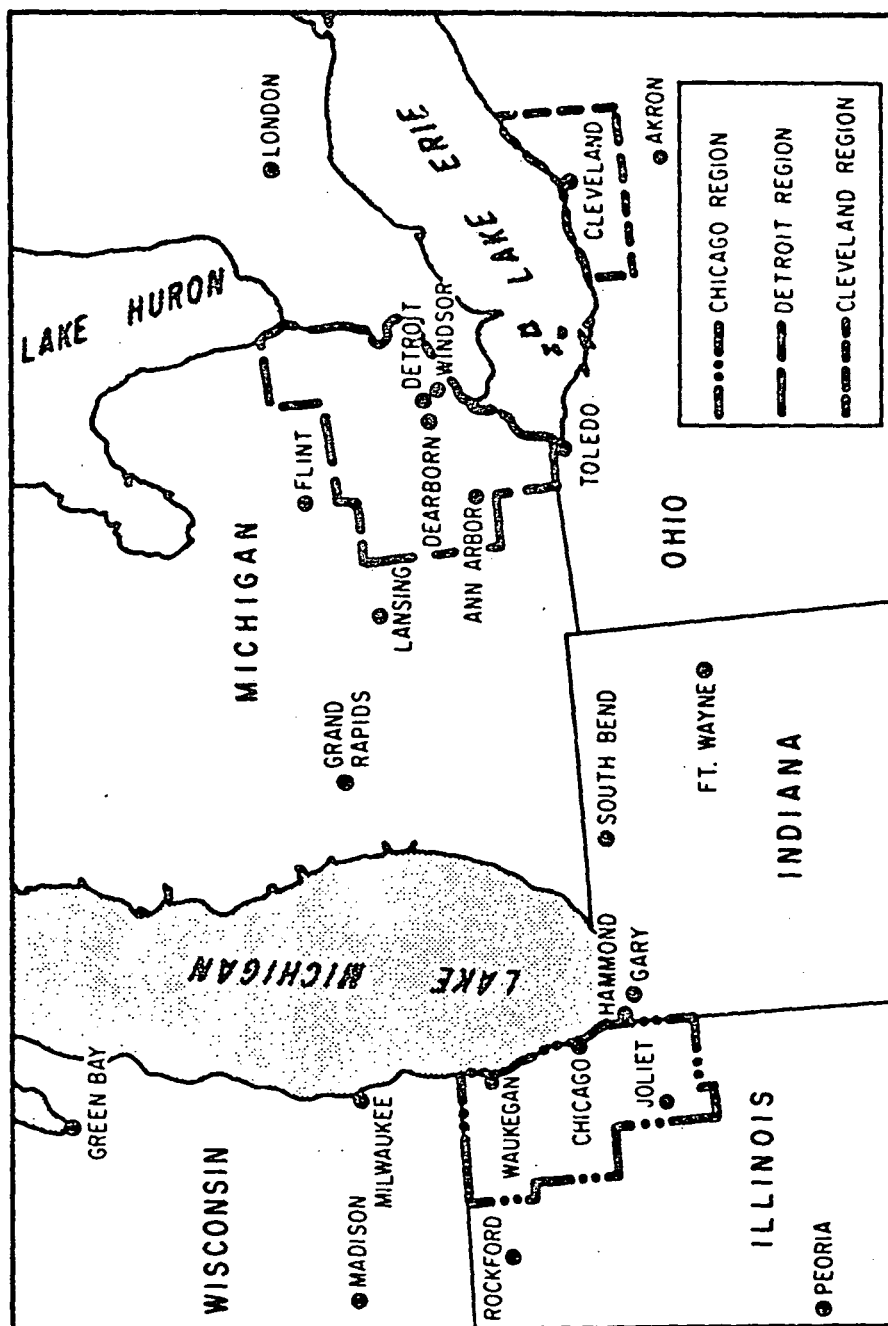 WISCONSIN
GREEN BAY
MADISON
MILWAUKEE
LAKE MICHIGAN
MICHIGAN
GRAND
RAPIDS
LANSING
FLINT
DEARBORN
ANN ARBOR
DETROIT
WINDSOR
LAKE HURON
LONDON
LAKE ERIE
ROCKFORD
WAUKEGAN
CHICAGO
JOLIET
HAMMOND
GARY
ILLINOIS
PEORIA
SOUTH BEND
FT. WAYNE
INDIANA
TOLEDO
OHIO
CLEVELAND
AKRON
CHICAGO REGION
DETROIT REGION
CLEVELAND REGION